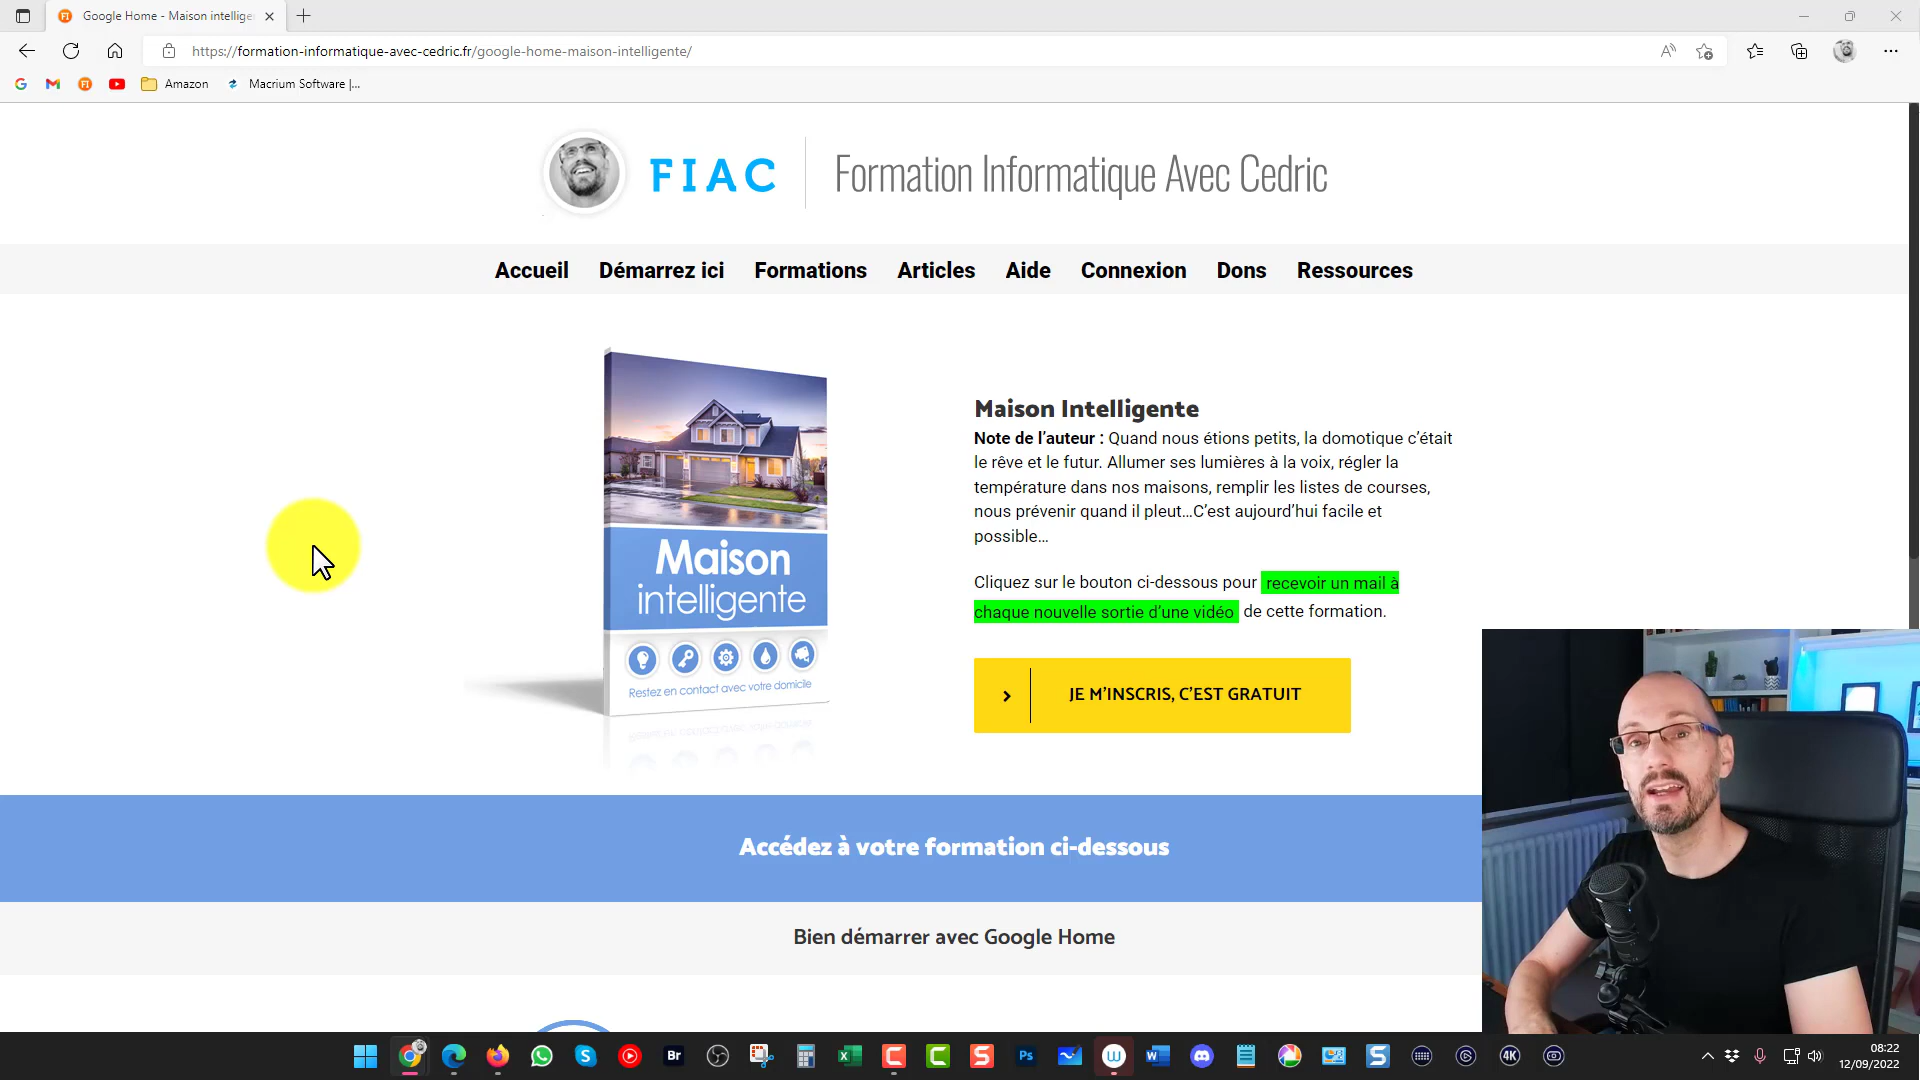 Google Home - Maison intellige
https://formation-informatique-avec-cedric.fr/google-home-maison-intelligente/
Amazon
Macrium Software |...
FIAC
Formation Informatique Avec Cedric
Accueil
Démarrez ici
Formations
Articles
Aide
Connexion
Dons
Ressources
Maison
intelligente
Restez en contact avec votre domicile
Maison Intelligente
Note de l’auteur : Quand nous étions petits, la domotique c’était
le rêve et le futur. Allumer ses lumières à la voix, régler la
température dans nos maisons, remplir les listes de courses,
nous prévenir quand il pleut…C’est aujourd’hui facile et
possible…
Cliquez sur le bouton ci-dessous pour recevoir un mail à
chaque nouvelle sortie d’une vidéo de cette formation.
JE M’INSCRIS, C’EST GRATUIT
Accédez à votre formation ci-dessous
Bien démarrer avec Google Home
Br
Ps
4K
08:22
12/09/2022